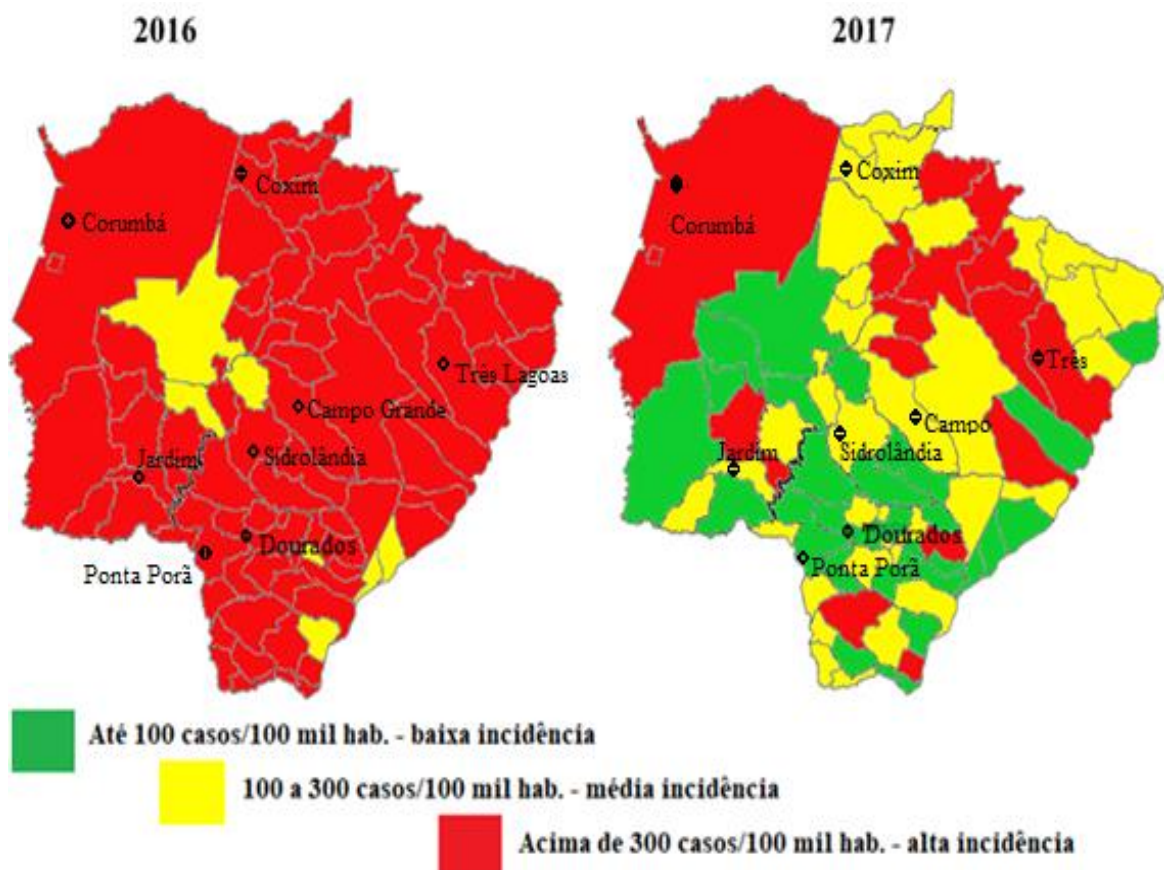 2016
2017
Coxim
Corumbá
Três Lagoas
Campo Grande
Jardim
Sidrolândia
Dourados
Ponta Porã
Coxim
Corumbá
Três
Campo
Sidrolândia
Jardim
Dourados
Ponta Porã
Até 100 casos/100 mil hab. - baixa incidência
100 a 300 casos/100 mil hab. - média incidência
Acima de 300 casos/100 mil hab. - alta incidência